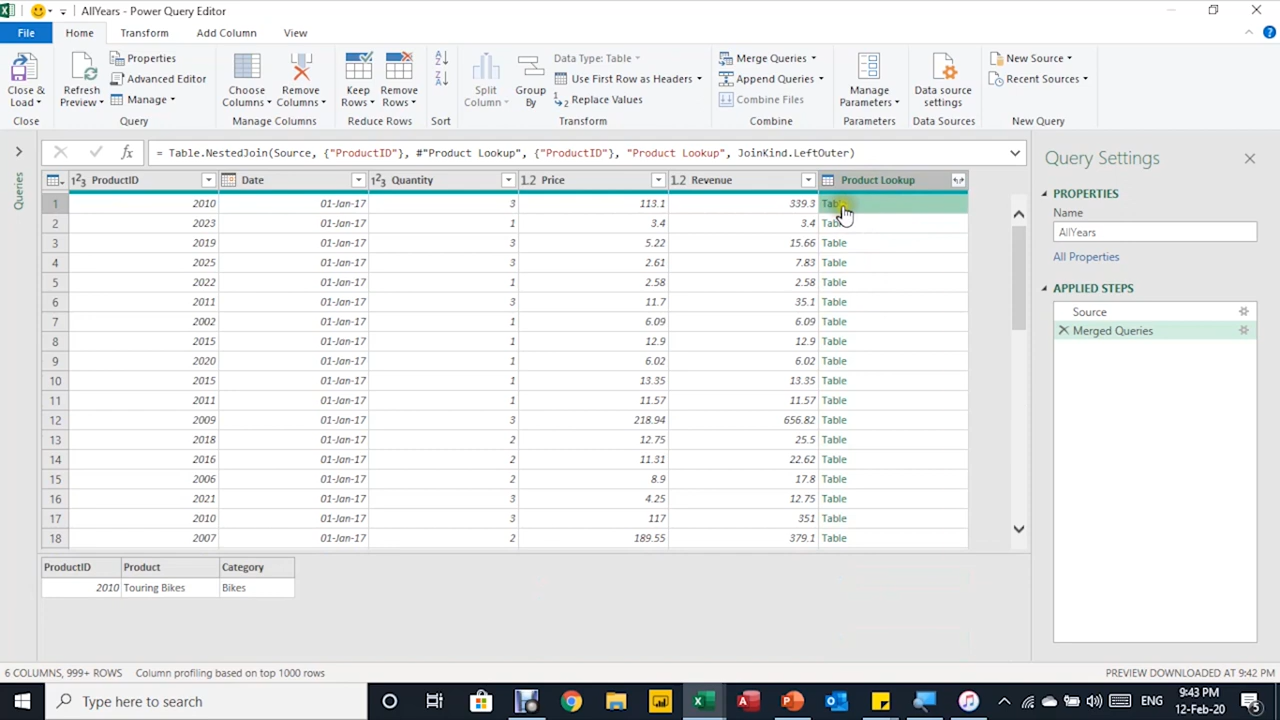 AllYears - Power Query Editor
File Home Transform Add Column View
Close & Load
Close
Refresh Preview
Properties
Advanced Editor
Manage
Query
Choose Columns
Remove Columns
Manage Columns
Keep Rows
Remove Rows
Reduce Rows
Sort
Split Column
Group By
Data Type: Table
Use First Row as Headers
Replace Values
Transform
Merge Queries
Append Queries
Combine Files
Combine
Manage Parameters
Parameters
Data source settings
Data Sources
New Source
Recent Sources
New Query
Queries
= Table.NestedJoin(Source, {"ProductID"}, #"Product Lookup", {"ProductID"}, "Product Lookup", JoinKind.LeftOuter)
ProductID Date Quantity Price Revenue Product Lookup
1 2010 01-Jan-17 3 113.1 339.3 Table
2 2023 01-Jan-17 1 3.4 3.4 Table
3 2019 01-Jan-17 3 5.22 15.66 Table
4 2025 01-Jan-17 3 2.61 7.83 Table
5 2022 01-Jan-17 1 2.58 2.58 Table
6 2011 01-Jan-17 3 11.7 35.1 Table
7 2002 01-Jan-17 1 6.09 6.09 Table
8 2015 01-Jan-17 1 12.9 12.9 Table
9 2020 01-Jan-17 1 6.02 6.02 Table
10 2015 01-Jan-17 1 13.35 13.35 Table
11 2011 01-Jan-17 1 11.57 11.57 Table
12 2009 01-Jan-17 3 218.94 656.82 Table
13 2018 01-Jan-17 2 12.75 25.5 Table
14 2016 01-Jan-17 2 11.31 22.62 Table
15 2006 01-Jan-17 2 8.9 17.8 Table
16 2021 01-Jan-17 3 4.25 12.75 Table
17 2010 01-Jan-17 3 117 351 Table
18 2007 01-Jan-17 2 189.55 379.1 Table
ProductID Product Category
2010 Touring Bikes Bikes
Query Settings
PROPERTIES
Name
AllYears
All Properties
APPLIED STEPS
Source
Merged Queries
6 COLUMNS, 999+ ROWS Column profiling based on top 1000 rows
PREVIEW DOWNLOADED AT 9:42 PM
Type here to search
ENG
9:43 PM
12-Feb-20
5